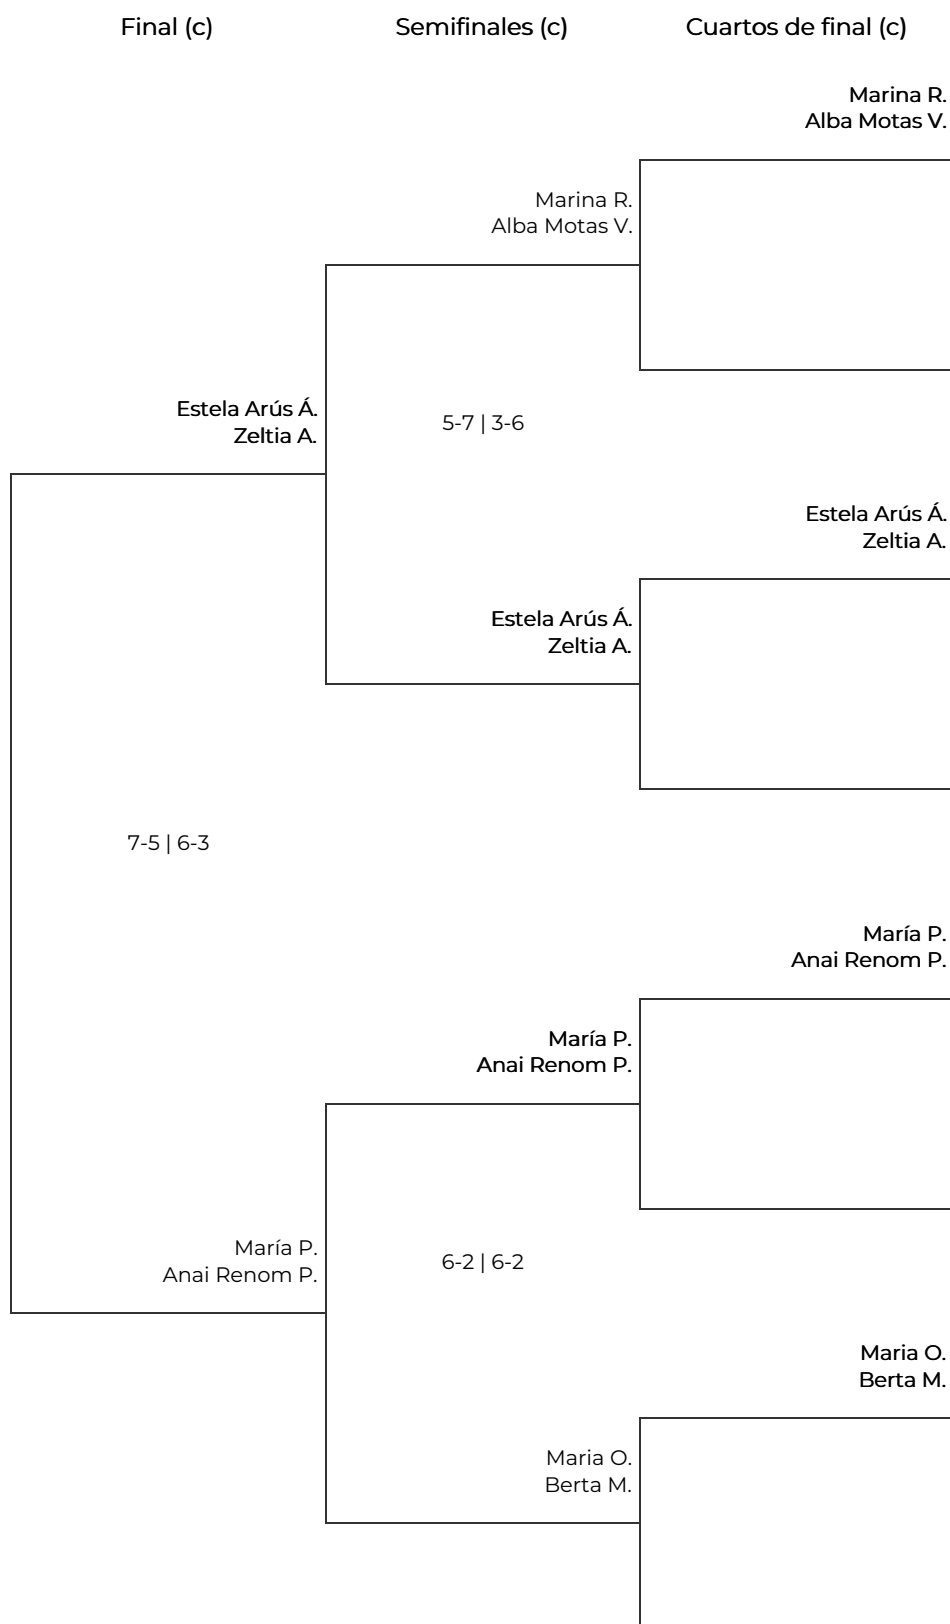 Final (c)
Semifinales (c)
Cuartos de final (c)
Marina R.
Alba Motas V.
Marina R.
Alba Motas V.
Estela Arús Á.
Zeltia A.
5-7 | 3-6
Estela Arús Á.
Zeltia A.
Estela Arús Á.
Zeltia A.
7-5 | 6-3
María P.
Anai Renom P.
María P.
Anai Renom P.
María P.
Anai Renom P.
6-2 | 6-2
Maria O.
Berta M.
Maria O.
Berta M.